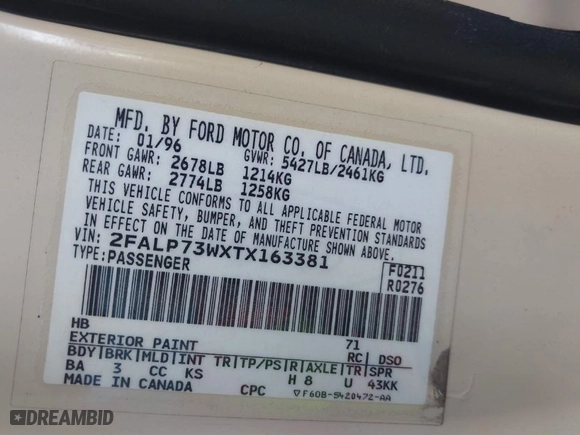 MFD. BY FORD MOTOR CO. OF CANADA, LTD.
DATE: 01/96 GVWR: 5427LB/2461KG
FRONT GAWR: 2678LB 1214KG
REAR GAWR: 2774LB 1258KG
THIS VEHICLE CONFORMS TO ALL APPLICABLE FEDERAL MOTOR
VEHICLE SAFETY, BUMPER, AND THEFT PREVENTION STANDARDS
IN EFFECT ON THE DATE OF MANUFACTURE SHOWN ABOVE.
VIN: 2FALP73WXTX163381
TYPE: PASSENGER
F0211
R0276
HB 71
EXTERIOR PAINT RC DSO
BDY BRK MLD INT TR TP/PS R AXLE TR SPR
BA 3 CC KS H 8 U 43KK
MADE IN CANADA CPC ▽F60B-5420472-AA
DREAMBID